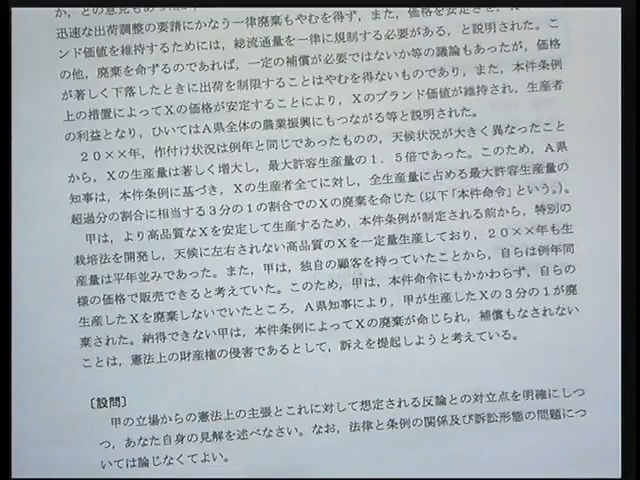 か，との意見もあった
迅速な出荷調整の要請にかなう一律廃棄もやむを得ず，また，価格を安定させ，Xの
ンド価値を維持するためには，総流通量を一律に規制する必要がある，と説明された。こ
の他，廃棄を命ずるのであれば，一定の補償が必要ではないか等の議論もあったが，価格
が著しく下落したときに出荷を制限することはやむを得ないものであり，また，本件条例
上の措置によってXの価格が安定することにより，Xのブランド価値が維持され，生産者
の利益となり，ひいてはA県全体の農業振興にもつながる等と説明された。
20××年，作付け状況は例年と同じであったものの，天候状況が大きく異なったこと
から，Xの生産量は著しく増大し，最大許容生産量の1．5倍であった。このため，A県
知事は，本件条例に基づき，Xの生産者全てに対し，全生産量に占める最大許容生産量の
超過分の割合に相当する3分の1の割合でのXの廃棄を命じた（以下「本件命令」という。）。
甲は，より高品質なXを安定して生産するため，本件条例が制定される前から，特別の
栽培法を開発し，天候に左右されない高品質のXを一定量生産しており，20××年も生
産量は平年並みであった。また，甲は，独自の顧客を持っていたことから，自らは例年同
様の価格で販売できると考えていた。このため，甲は，本件命令にもかかわらず，自らの
生産したXを廃棄しないでいたところ，A県知事により，甲が生産したXの3分の1が廃
棄された。納得できない甲は，本件条例によってXの廃棄が命じられ，補償もなされない
ことは，憲法上の財産権の侵害であるとして，訴えを提起しようと考えている。
〔設問〕
甲の立場からの憲法上の主張とこれに対して想定される反論との対立点を明確にしつ
つ，あなた自身の見解を述べなさい。なお，法律と条例の関係及び訴訟形態の問題につ
いては論じなくてよい。